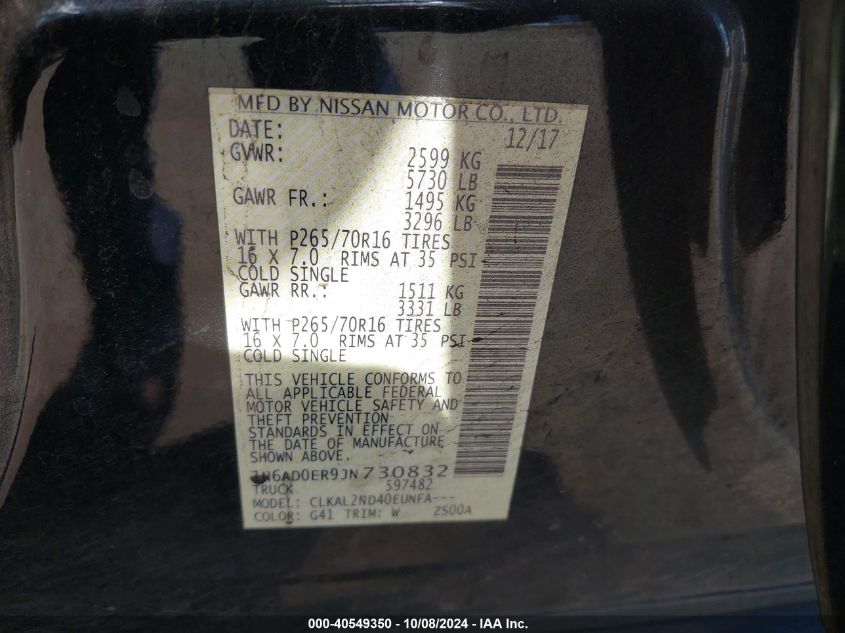 MFD BY NISSAN MOTOR CO., LTD.
DATE: 12/17
GVWR: 2599 KG
5730 LB
GAWR FR.: 1495 KG
3296 LB
WITH P265/70R16 TIRES
16 X 7.0 RIMS AT 35 PSI
COLD SINGLE
GAWR RR.: 1511 KG
3331 LB
WITH P265/70R16 TIRES
16 X 7.0 RIMS AT 35 PSI
COLD SINGLE
THIS VEHICLE CONFORMS TO
ALL APPLICABLE FEDERAL
MOTOR VEHICLE SAFETY AND
THEFT PREVENTION
STANDARDS IN EFFECT ON
THE DATE OF MANUFACTURE
SHOWN ABOVE.
1N6AD0ER9JN730832
TRUCK 597482
MODEL: CLKAL2ND40EUNFA---
COLOR: G41 TRIM: W ZS00A
000-40549350 - 10/08/2024 - IAA Inc.